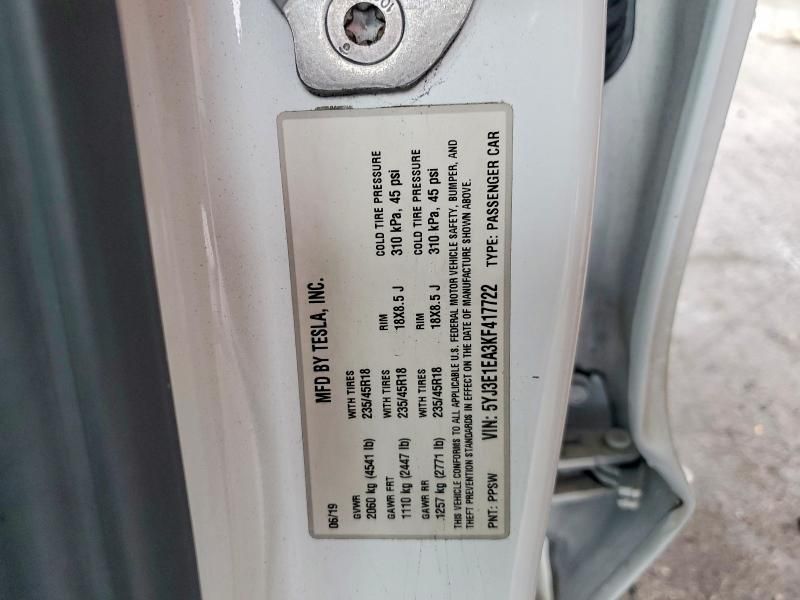 MFD BY TESLA, INC.
06/19
GVWR WITH TIRES RIM COLD TIRE PRESSURE
2060 kg (4541 lb) 235/45R18 18X8.5 J 310 kPa, 45 psi
GAWR FRT WITH TIRES RIM COLD TIRE PRESSURE
1110 kg (2447 lb) 235/45R18 18X8.5 J 310 kPa, 45 psi
GAWR RR
1257 kg (2771 lb) 235/45R18
THIS VEHICLE CONFORMS TO ALL APPLICABLE U.S. FEDERAL MOTOR VEHICLE SAFETY, BUMPER, AND
THEFT PREVENTION STANDARDS IN EFFECT ON THE DATE OF MANUFACTURE SHOWN ABOVE.
PNT: PPSW VIN: 5YJ3E1EA3KF417722 TYPE: PASSENGER CAR